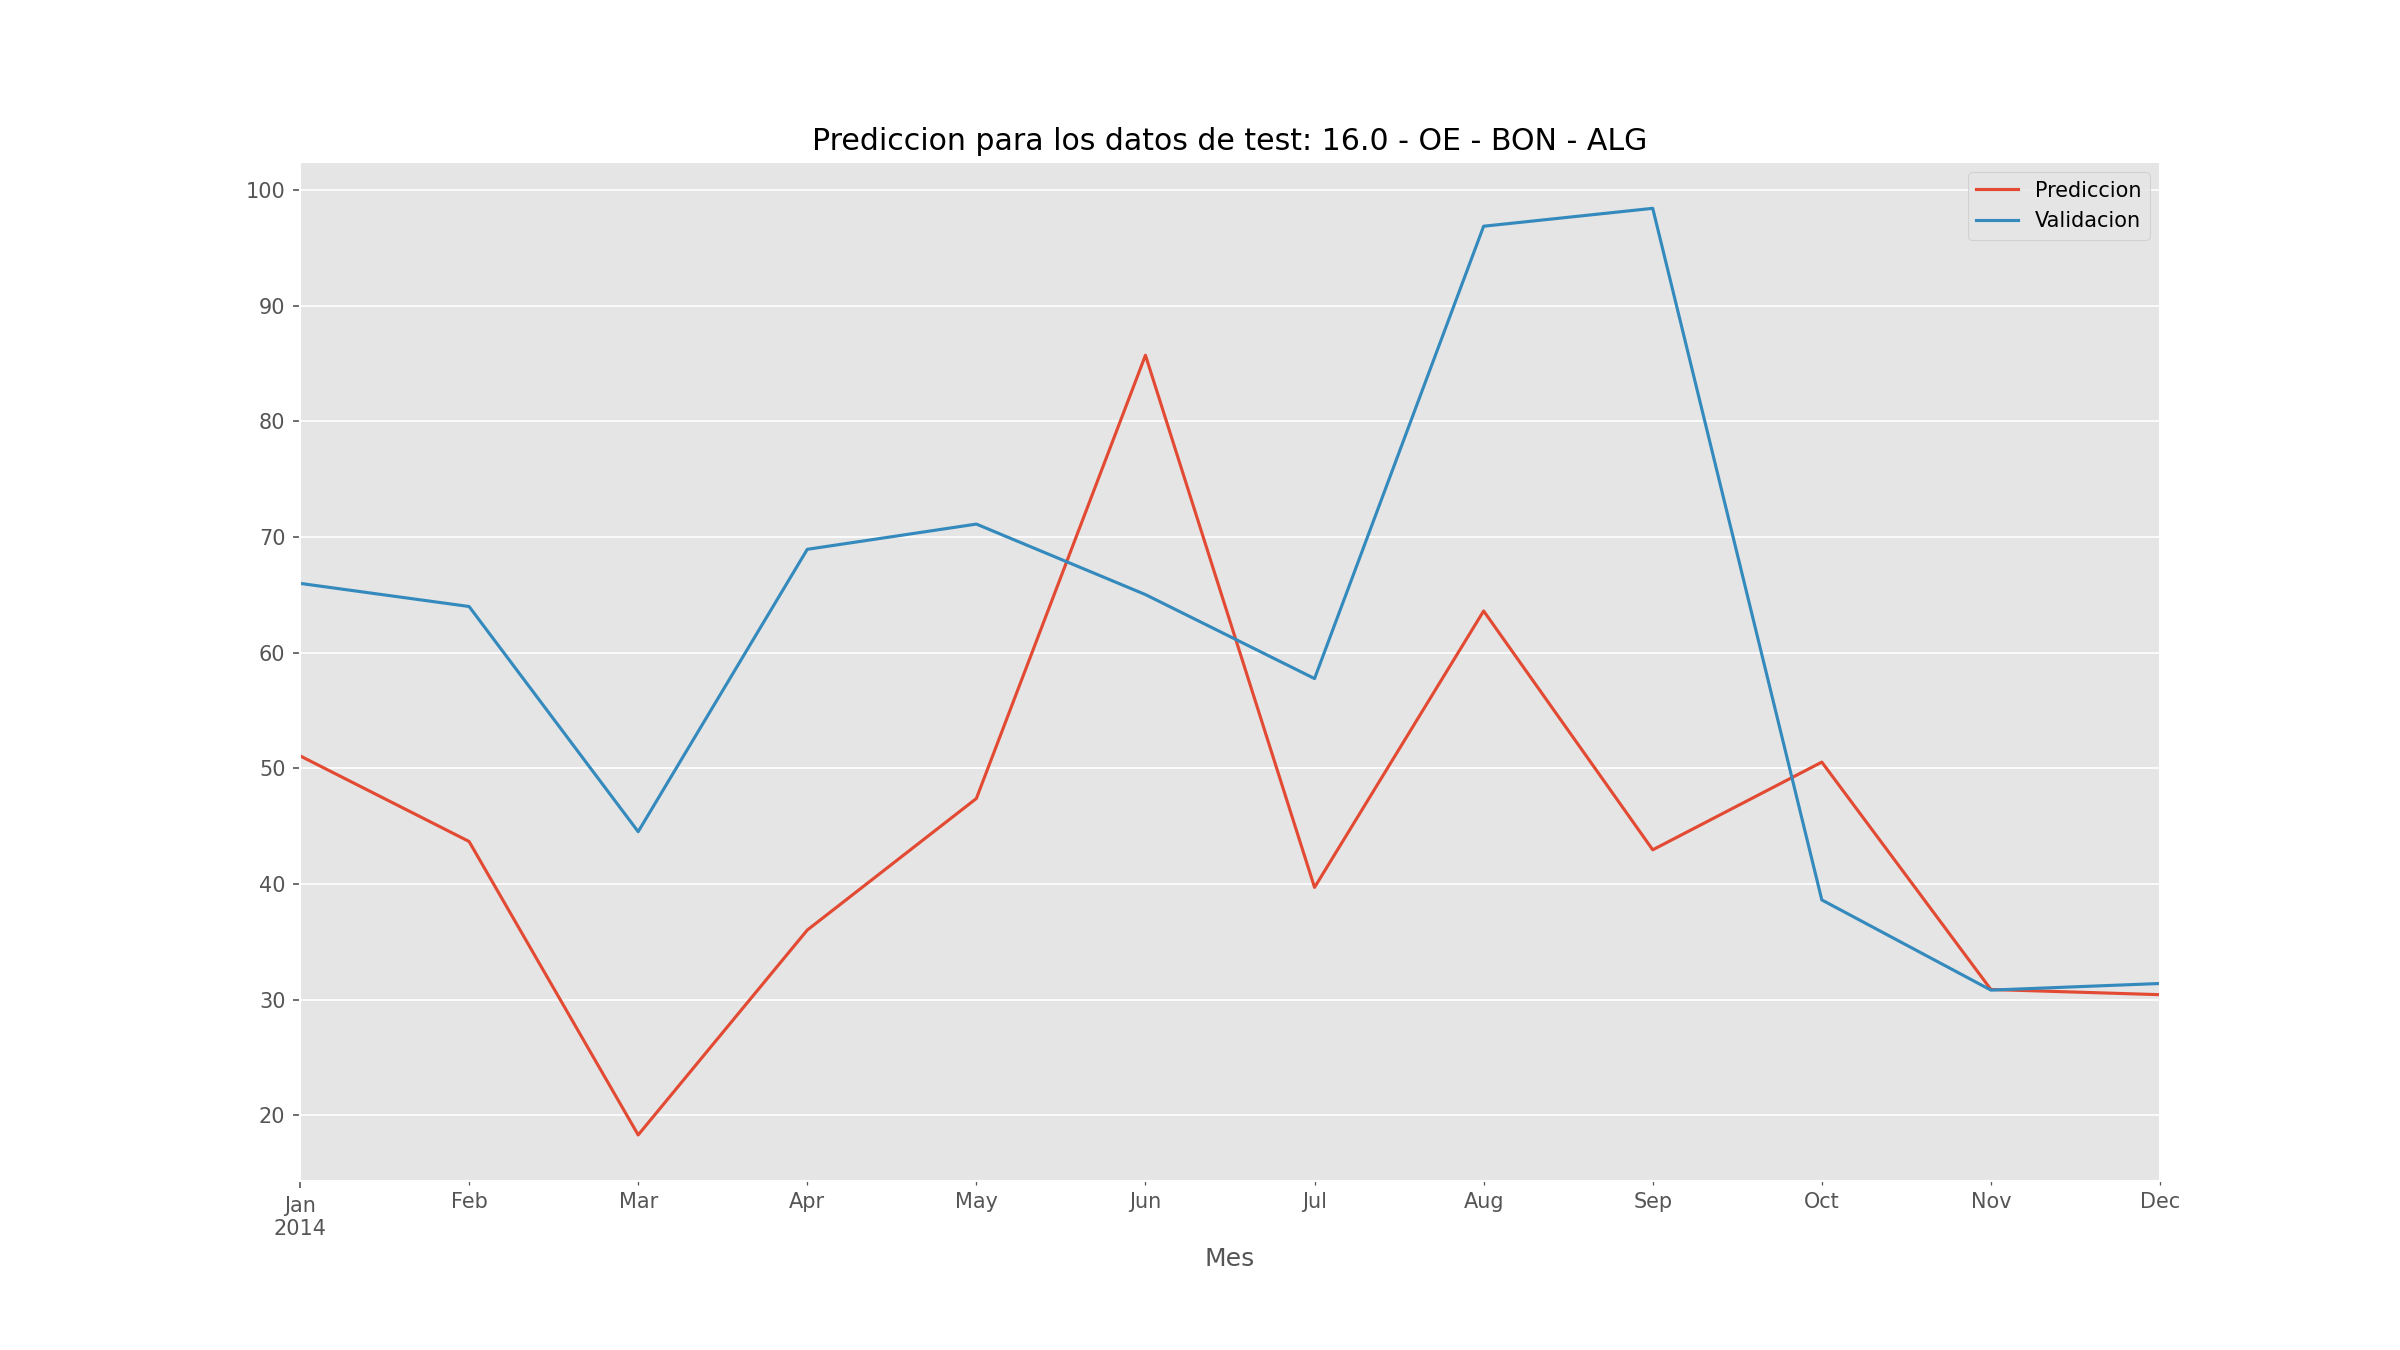 Prediccion para los datos de test: 16.0 - OE - BON - ALG
Prediccion
Validacion
100
90
80
70
60
50
40
30
20
Jan Feb Mar Apr May Jun Jul Aug Sep Oct Nov Dec
2014
Mes